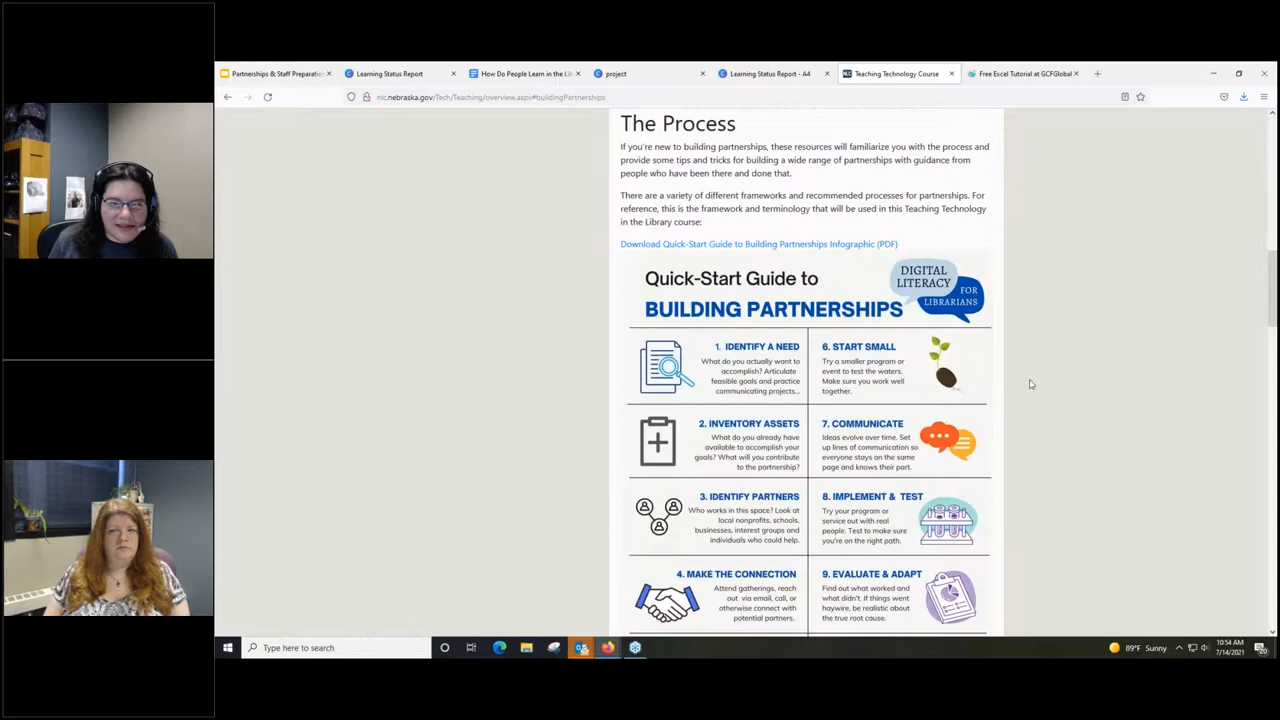 Partnerships & Staff Preparation
Learning Status Report
How Do People Learn in the Lib
project
Learning Status Report - A4
Teaching Technology Course
Free Excel Tutorial at GCFGlobal
nlc.nebraska.gov/Tech/Teaching/overview.aspx#buildingPartnerships
The Process
If you're new to building partnerships, these resources will familiarize you with the process and
provide some tips and tricks for building a wide range of partnerships with guidance from
people who have been there and done that.
There are a variety of different frameworks and recommended processes for partnerships. For
reference, this is the framework and terminology that will be used in this Teaching Technology
in the Library course:
Download Quick-Start Guide to Building Partnerships Infographic (PDF)
Quick-Start Guide to
BUILDING PARTNERSHIPS
DIGITAL
LITERACY
FOR
LIBRARIANS
1. IDENTIFY A NEED
What do you actually want to
accomplish? Articulate
feasible goals and practice
communicating projects...
2. INVENTORY ASSETS
What do you already have
available to accomplish your
goals? What will you contribute
to the partnership?
3. IDENTIFY PARTNERS
Who works in this space? Look at
local nonprofits, schools,
businesses, interest groups and
individuals who could help.
4. MAKE THE CONNECTION
Attend gatherings, reach
out via email, call, or
otherwise connect with
potential partners.
6. START SMALL
Try a smaller program or
event to test the waters.
Make sure you work well
together.
7. COMMUNICATE
Ideas evolve over time. Set
up lines of communication so
everyone stays on the same
page and knows their part.
8. IMPLEMENT & TEST
Try your program or
service out with real
people. Test to make sure
you're on the right path.
9. EVALUATE & ADAPT
Find out what worked and
what didn't. If things went
haywire, be realistic about
the true root cause.
Type here to search
89°F Sunny
10:54 AM
7/14/2021
20